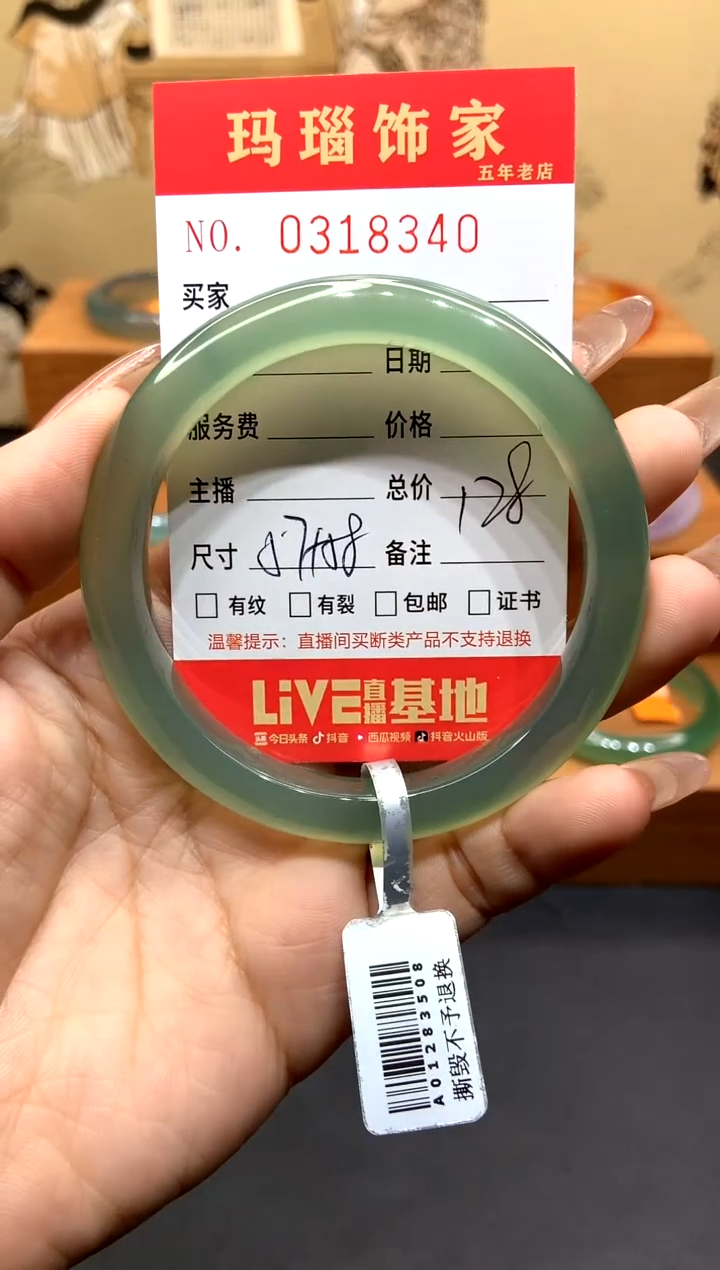 玛瑙饰家
五年老店
NO. 0318340
买家
日期
服务费 价格
主播 总价 128
尺寸 备注
有纹 有裂 包邮 证书
温馨提示：直播间买断类产品不支持退换
LiVE直播基地
头条 今日头条 抖音 西瓜视频 抖音火山版
A01283508
撕毁不予退换